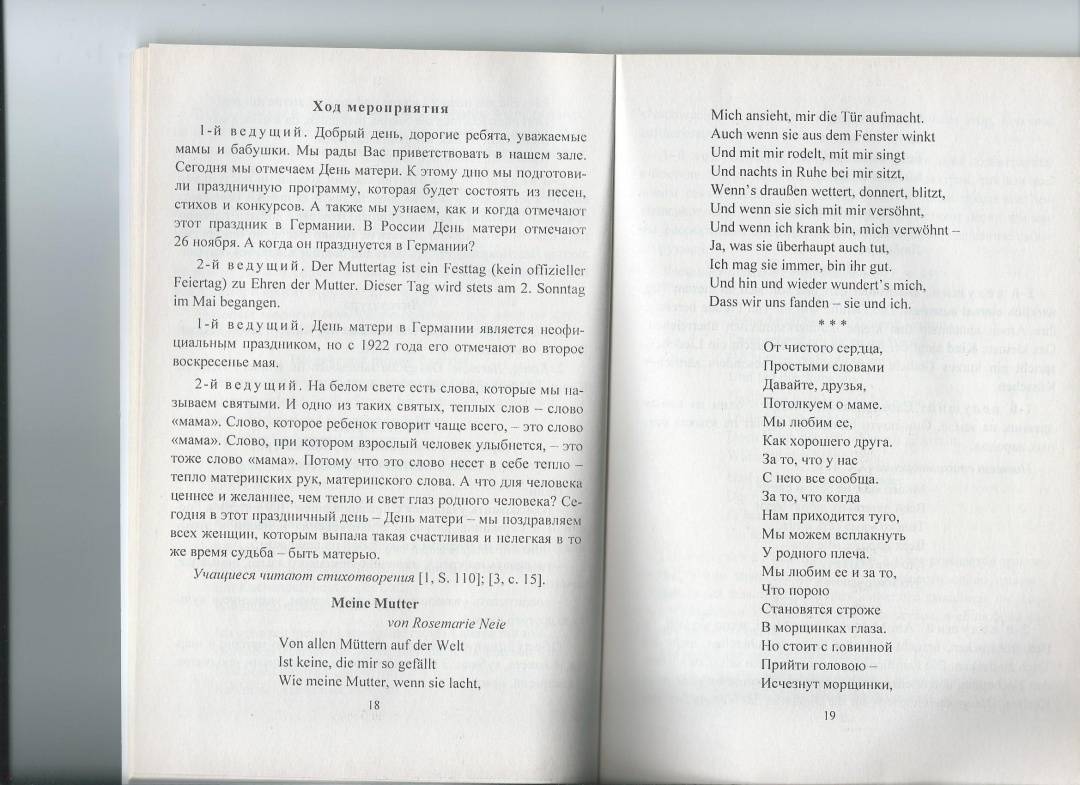 Ход мероприятия
1-й ведущий. Добрый день, дорогие ребята, уважаемые
мамы и бабушки. Мы рады Вас приветствовать в нашем зале.
Сегодня мы отмечаем День матери. К этому дню мы подготови-
ли праздничную программу, которая будет состоять из песен,
стихов и конкурсов. А также мы узнаем, как и когда отмечают
этот праздник в Германии. В России День матери отмечают
26 ноября. А когда он празднуется в Германии?
2-й ведущий. Der Muttertag ist ein Festtag (kein offizieller
Feiertag) zu Ehren der Mutter. Dieser Tag wird stets am 2. Sonntag
im Mai begangen.
1-й ведущий. День матери в Германии является неофи-
циальным праздником, но с 1922 года его отмечают во второе
воскресенье мая.
2-й ведущий. На белом свете есть слова, которые мы на-
зываем святыми. И одно из таких святых, теплых слов – слово
«мама». Слово, которое ребенок говорит чаще всего, – это слово
«мама». Слово, при котором взрослый человек улыбнется, – это
тоже слово «мама». Потому что это слово несет в себе тепло –
тепло материнских рук, материнского слова. А что для человека
ценнее и желаннее, чем тепло и свет глаз родного человека? Се-
годня в этот праздничный день – День матери – мы поздравляем
всех женщин, которым выпала такая счастливая и нелегкая в то
же время судьба – быть матерью.
Учащиеся читают стихотворения [1, S. 110]; [3, с. 15].
Meine Mutter
von Rosemarie Neie
Von allen Müttern auf der Welt
Ist keine, die mir so gefällt
Wie meine Mutter, wenn sie lacht,
18
Mich ansieht, mir die Tür aufmacht.
Auch wenn sie aus dem Fenster winkt
Und mit mir rodelt, mit mir singt
Und nachts in Ruhe bei mir sitzt,
Wenn's draußen wettert, donnert, blitzt,
Und wenn sie sich mit mir versöhnt,
Und wenn ich krank bin, mich verwöhnt –
Ja, was sie überhaupt auch tut,
Ich mag sie immer, bin ihr gut.
Und hin und wieder wundert's mich,
Dass wir uns fanden – sie und ich.
* * *
От чистого сердца,
Простыми словами
Давайте, друзья,
Потолкуем о маме.
Мы любим ее,
Как хорошего друга.
За то, что у нас
С нею все сообща.
За то, что когда
Нам приходится туго,
Мы можем всплакнуть
У родного плеча.
Мы любим ее и за то,
Что порою
Становятся строже
В морщинках глаза.
Но стоит с повинной
Прийти головою –
Исчезнут морщинки,
19